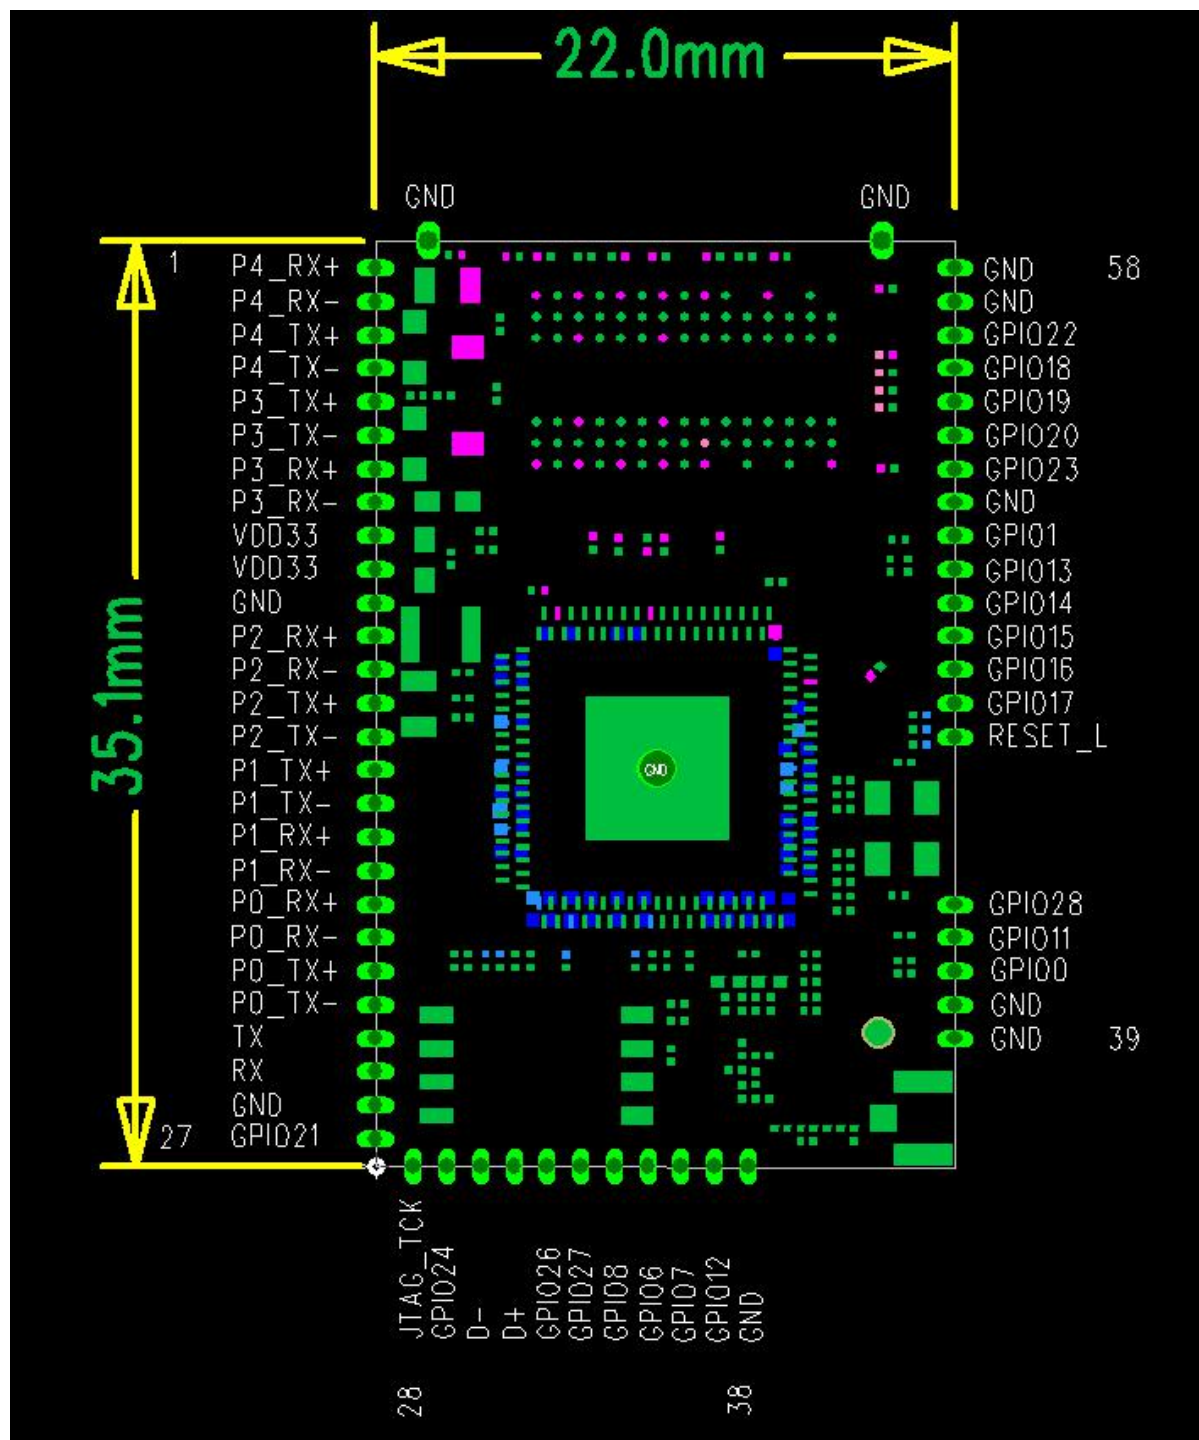 22.0mm
GND GND
1 P4_RX+ GND 58
P4_RX- GND
P4_TX+ GPIO22
P4_TX- GPIO18
P3_TX+ GPIO19
P3_TX- GPIO20
P3_RX+ GPIO23
P3_RX- GND
VDD33 GPIO1
VDD33 GPIO13
GND GPIO14
P2_RX+ GPIO15
P2_RX- GPIO16
P2_TX+ GPIO17
P2_TX- RESET_L
35.1mm
P1_TX+ GND
P1_TX-
P1_RX+
P1_RX-
P0_RX+ GPIO28
P0_RX- GPIO11
P0_TX+ GPIO0
P0_TX- GND
TX GND 39
RX
GND
27 GPIO21
JTAG_TCK
GPIO24
D-
D+
GPIO26
GPIO27
GPIO8
GPIO6
GPIO7
GPIO12
GND
28 38